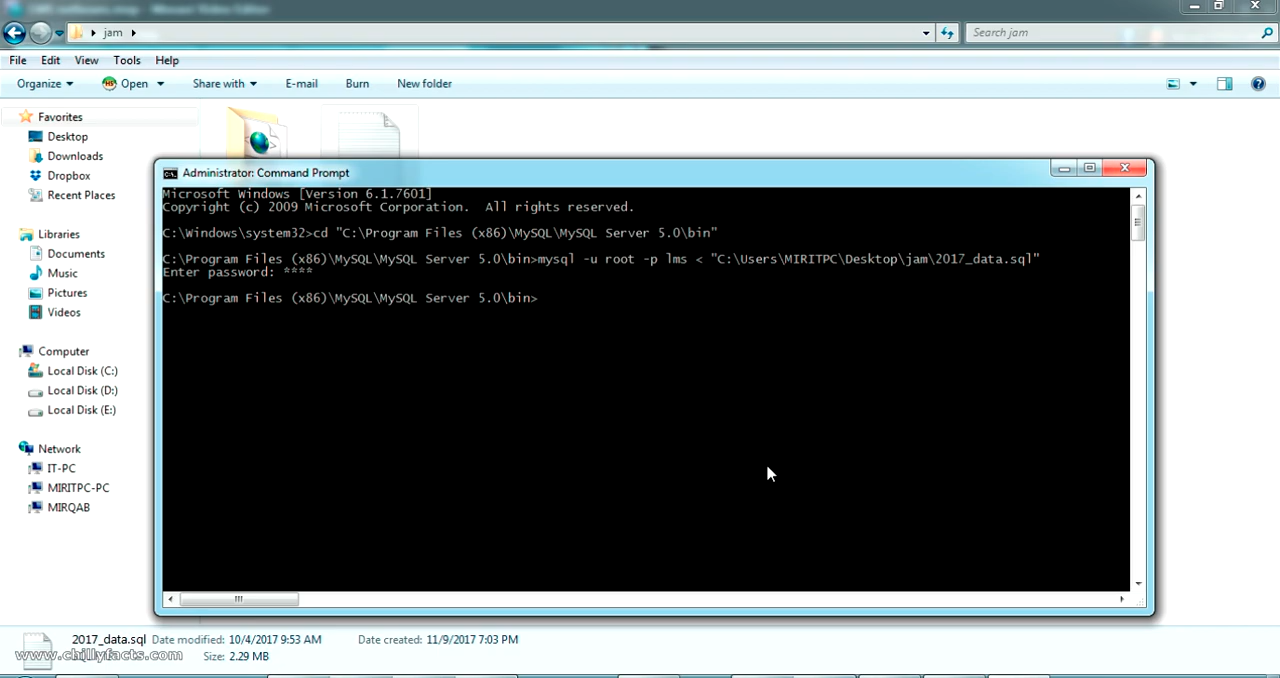 jam
Search jam
File Edit View Tools Help
Organize Open Share with E-mail Burn New folder
Favorites
Desktop
Downloads
Dropbox
Recent Places
Libraries
Documents
Music
Pictures
Videos
Computer
Local Disk (C:)
Local Disk (D:)
Local Disk (E:)
Network
IT-PC
MIRITPC-PC
MIRQAB
Administrator: Command Prompt
Microsoft Windows [Version 6.1.7601]
Copyright (c) 2009 Microsoft Corporation.  All rights reserved.
C:\Windows\system32>cd "C:\Program Files (x86)\MySQL\MySQL Server 5.0\bin"
C:\Program Files (x86)\MySQL\MySQL Server 5.0\bin>mysql -u root -p lms < "C:\Users\MIRITPC\Desktop\jam\2017_data.sql"
Enter password: ****
C:\Program Files (x86)\MySQL\MySQL Server 5.0\bin>
2017_data.sql Date modified: 10/4/2017 9:53 AM Date created: 11/9/2017 7:03 PM
Size: 2.29 MB
www.chillyfacts.com